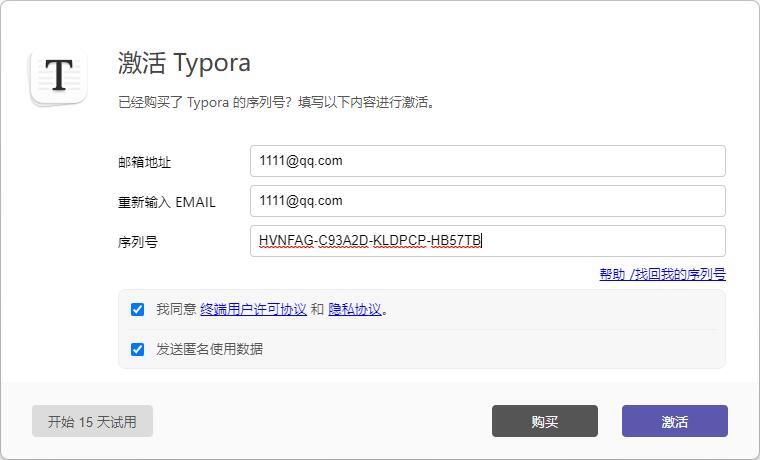 激活 Typora
T
已经购买了 Typora 的序列号？填写以下内容进行激活。
邮箱地址 1111@qq.com
重新输入 EMAIL 1111@qq.com
序列号 HVNFAG-C93A2D-KLDPCP-HB57TB
帮助 /找回我的序列号
我同意 终端用户许可协议 和 隐私协议。
发送匿名使用数据
开始 15 天试用 购买 激活